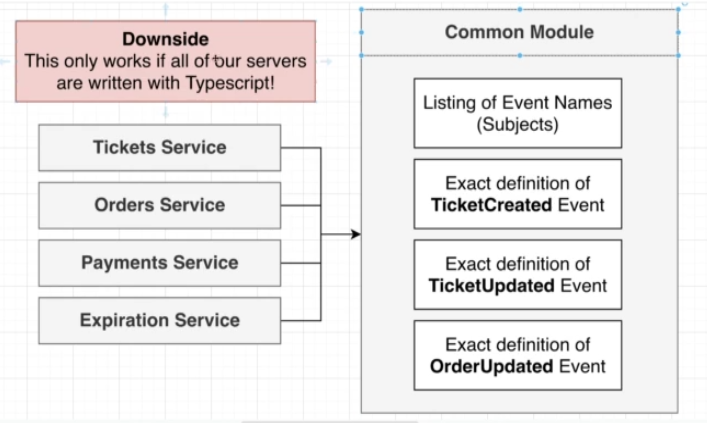 Downside
This only works if all of our servers
are written with Typescript!
Tickets Service
Orders Service
Payments Service
Expiration Service
Common Module
Listing of Event Names
(Subjects)
Exact definition of
TicketCreated Event
Exact definition of
TicketUpdated Event
Exact definition of
OrderUpdated Event